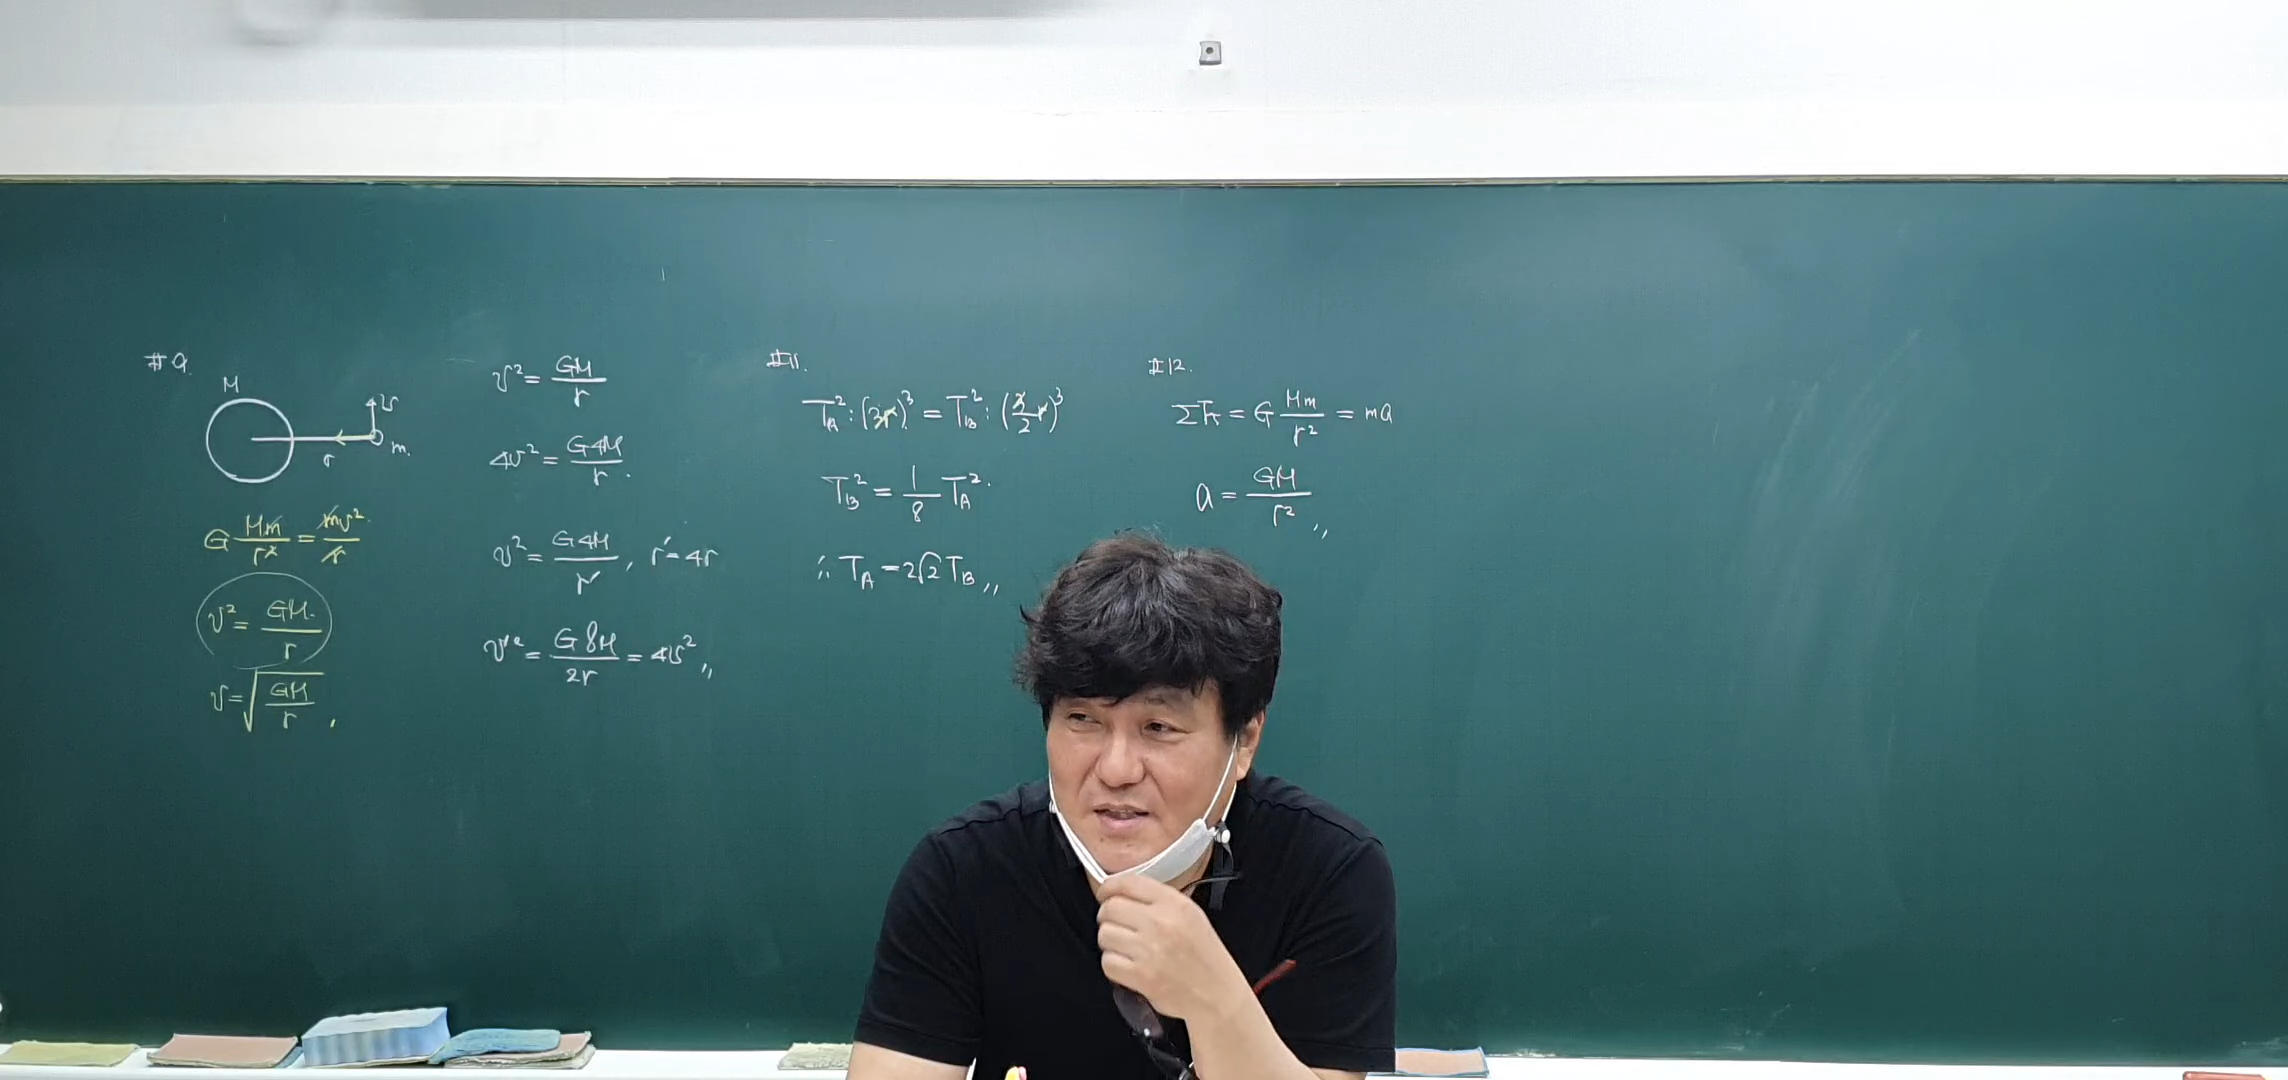 #9.
M
v
r
m.
G Mm/r² = mv²/r
v² = GM/r
v = √(GM/r)
v² = GM/r
4v² = G4M/r
v² = G4M/r', r' = 4r
v'² = G8M/2r = 4v²
#11.
T_A² : (3r)³ = T_B² : (3/2 r)³
T_B² = 1/8 T_A²
∴ T_A = 2√2 T_B
#12.
ΣF = G Mm/r² = ma
a = GM/r²